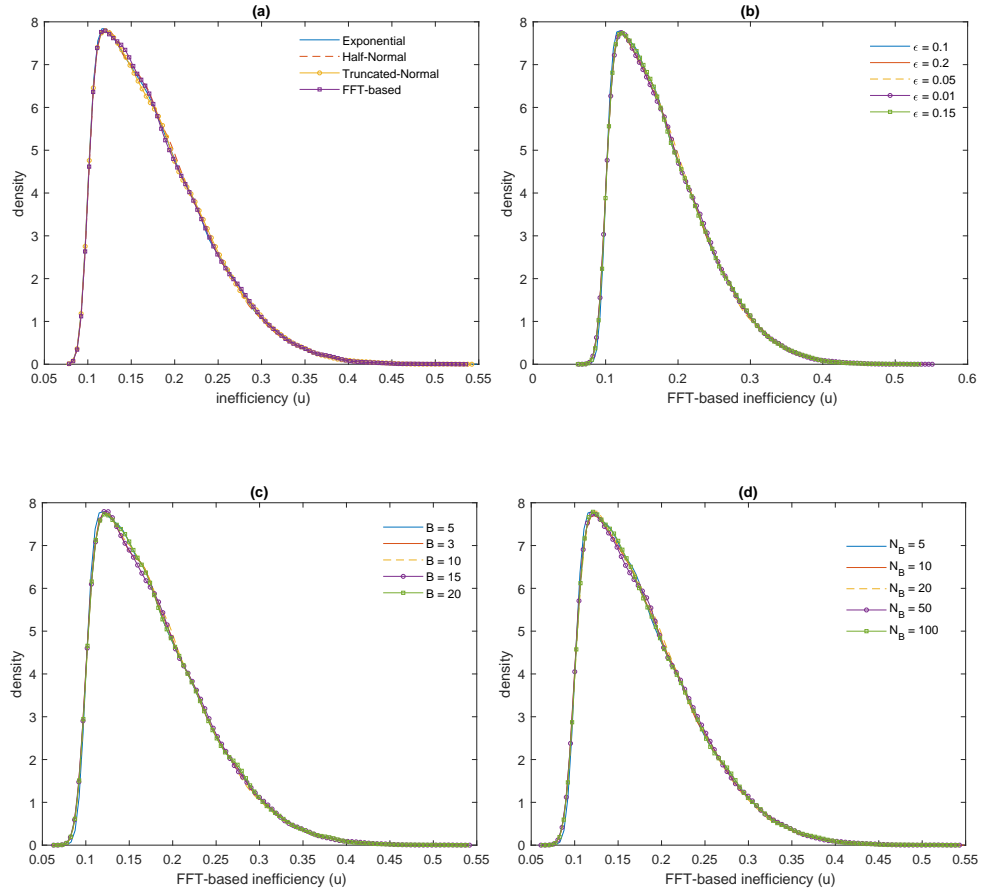 (a)
8
7
6
5
4
3
2
1
0
density
Exponential
Half-Normal
Truncated-Normal
FFT-based
0.05 0.1 0.15 0.2 0.25 0.3 0.35 0.4 0.45 0.5 0.55
inefficiency (u)
(b)
8
7
6
5
4
3
2
1
0
density
ϵ = 0.1
ϵ = 0.2
ϵ = 0.05
ϵ = 0.01
ϵ = 0.15
0 0.1 0.2 0.3 0.4 0.5 0.6
FFT-based inefficiency (u)
(c)
8
7
6
5
4
3
2
1
0
density
B = 5
B = 3
B = 10
B = 15
B = 20
0.05 0.1 0.15 0.2 0.25 0.3 0.35 0.4 0.45 0.5 0.55
FFT-based inefficiency (u)
(d)
8
7
6
5
4
3
2
1
0
density
N_B = 5
N_B = 10
N_B = 20
N_B = 50
N_B = 100
0.05 0.1 0.15 0.2 0.25 0.3 0.35 0.4 0.45 0.5 0.55
FFT-based inefficiency (u)